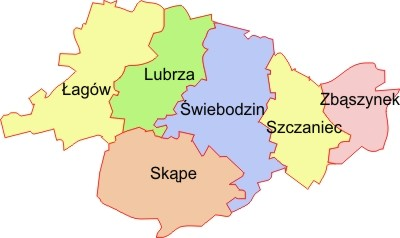 Lubrza
Łagów
Zbąszynek
Świebodzin
Szczaniec
Skąpe